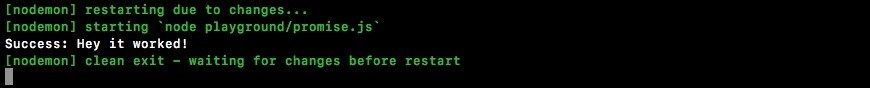 [nodemon] restarting due to changes...
[nodemon] starting `node playground/promise.js`
Success: Hey it worked!
[nodemon] clean exit - waiting for changes before restart